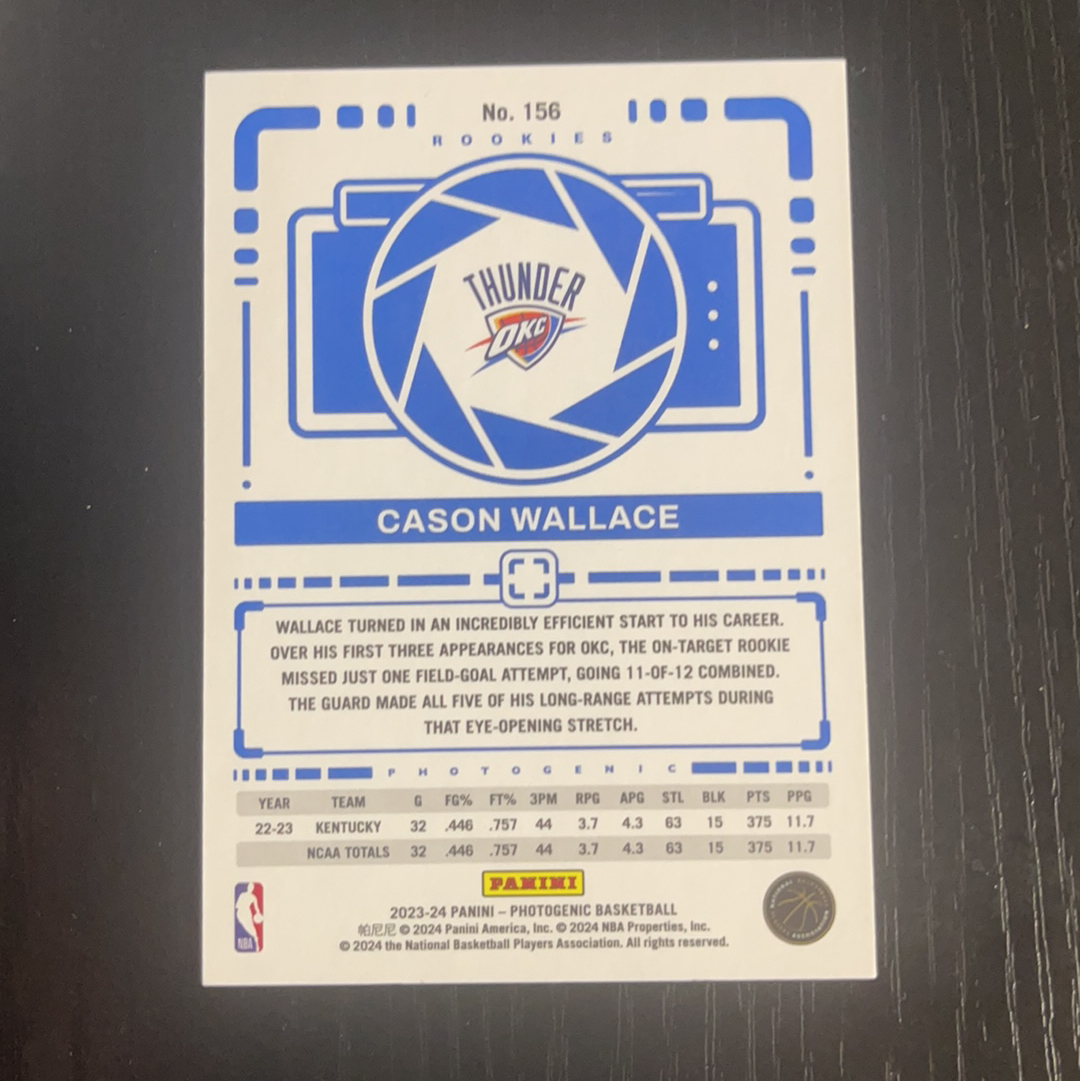 No. 156
ROOKIES
THUNDER
OKC
CASON WALLACE
WALLACE TURNED IN AN INCREDIBLY EFFICIENT START TO HIS CAREER.
OVER HIS FIRST THREE APPEARANCES FOR OKC, THE ON-TARGET ROOKIE
MISSED JUST ONE FIELD-GOAL ATTEMPT, GOING 11-OF-12 COMBINED.
THE GUARD MADE ALL FIVE OF HIS LONG-RANGE ATTEMPTS DURING
THAT EYE-OPENING STRETCH.
PHOTOGENIC
YEAR TEAM G FG% FT% 3PM RPG APG STL BLK PTS PPG
22-23 KENTUCKY 32 .446 .757 44 3.7 4.3 63 15 375 11.7
NCAA TOTALS 32 .446 .757 44 3.7 4.3 63 15 375 11.7
PANINI
NBA
2023-24 PANINI – PHOTOGENIC BASKETBALL
帕尼尼 © 2024 Panini America, Inc. © 2024 NBA Properties, Inc.
© 2024 the National Basketball Players Association. All rights reserved.